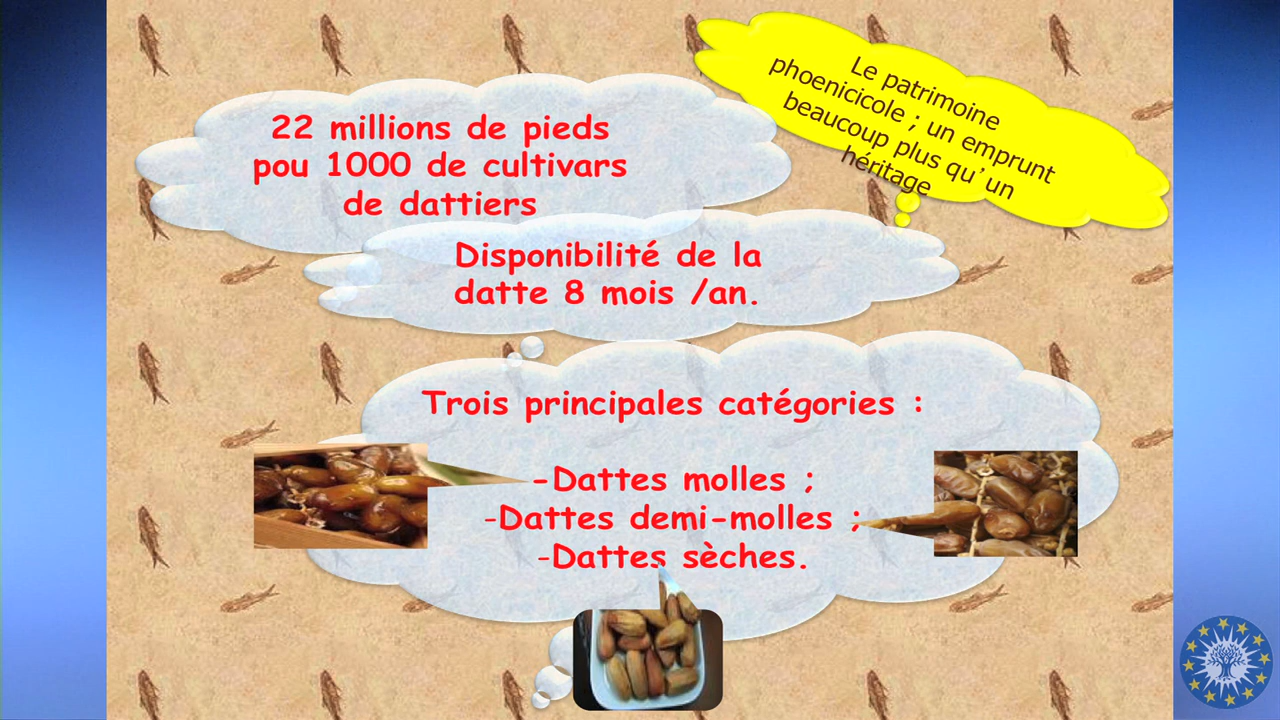 Le patrimoine
phoenicicole ; un emprunt
beaucoup plus qu’un
héritage
22 millions de pieds
pou 1000 de cultivars
de dattiers
Disponibilité de la
datte 8 mois /an.
Trois principales catégories :
-Dattes molles ;
-Dattes demi-molles ;
-Dattes sèches.